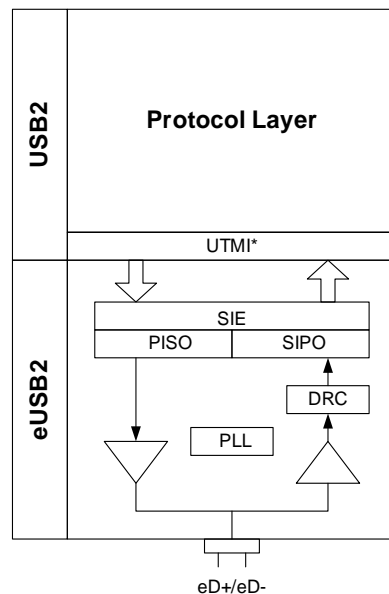 USB2
Protocol Layer
UTMI*
eUSB2
SIE
PISO
SIPO
DRC
PLL
eD+/eD-